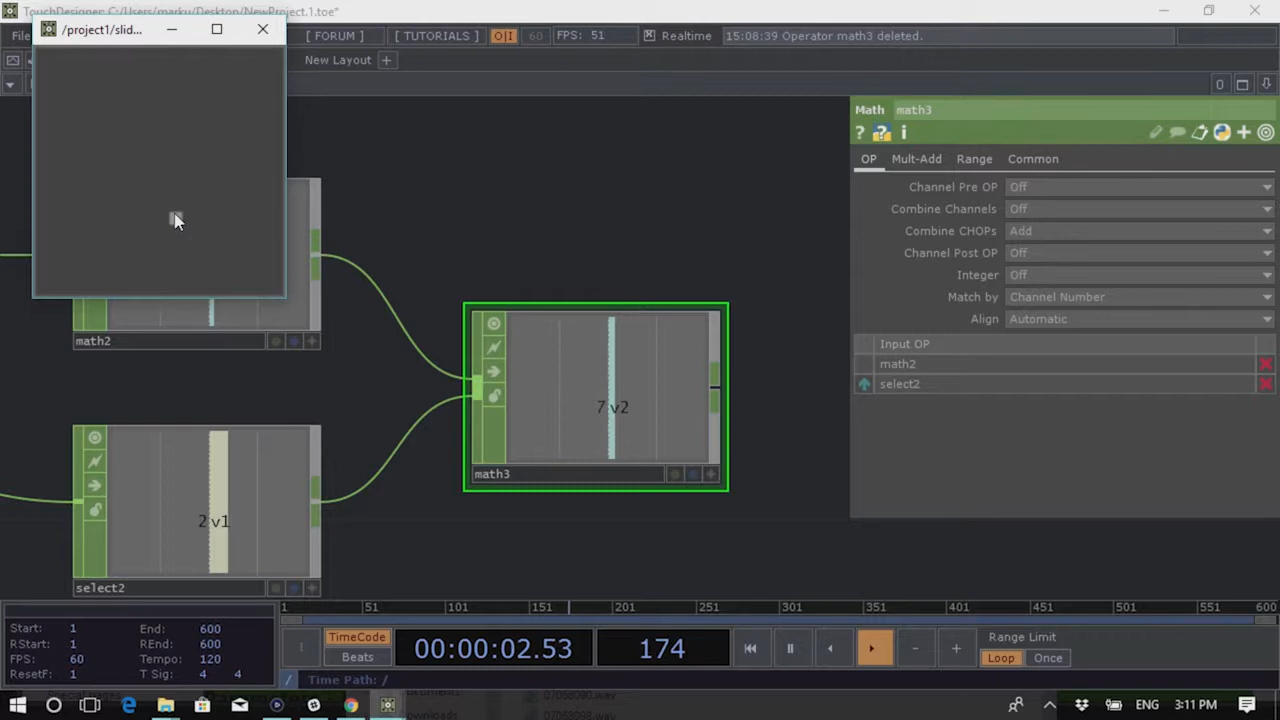 TouchDesigner: C:/Users/marku/Desktop/NewProject.1.toe*
/project1/slid...
File
[ FORUM ]
[ TUTORIALS ]
O|I
60
FPS: 51
Realtime
15:08:39 Operator math3 deleted.
New Layout
+
0
Math
math3
? ? i
OP
Mult-Add
Range
Common
Channel Pre OP
Off
Combine Channels
Off
Combine CHOPs
Add
Channel Post OP
Off
Integer
Off
Match by
Channel Number
Align
Automatic
Input OP
math2
select2
math2
7 v2
math3
2 v1
select2
1
51
101
151
201
251
301
351
401
451
501
551
600
Start: 1
End: 600
RStart: 1
REnd: 600
FPS: 60
Tempo: 120
ResetF: 1
T Sig: 4 4
TimeCode
Beats
00:00:02.53
174
- +
Range Limit
Loop
Once
/
Time Path: /
07058090.wav
07058098.wav
ENG
3:11 PM